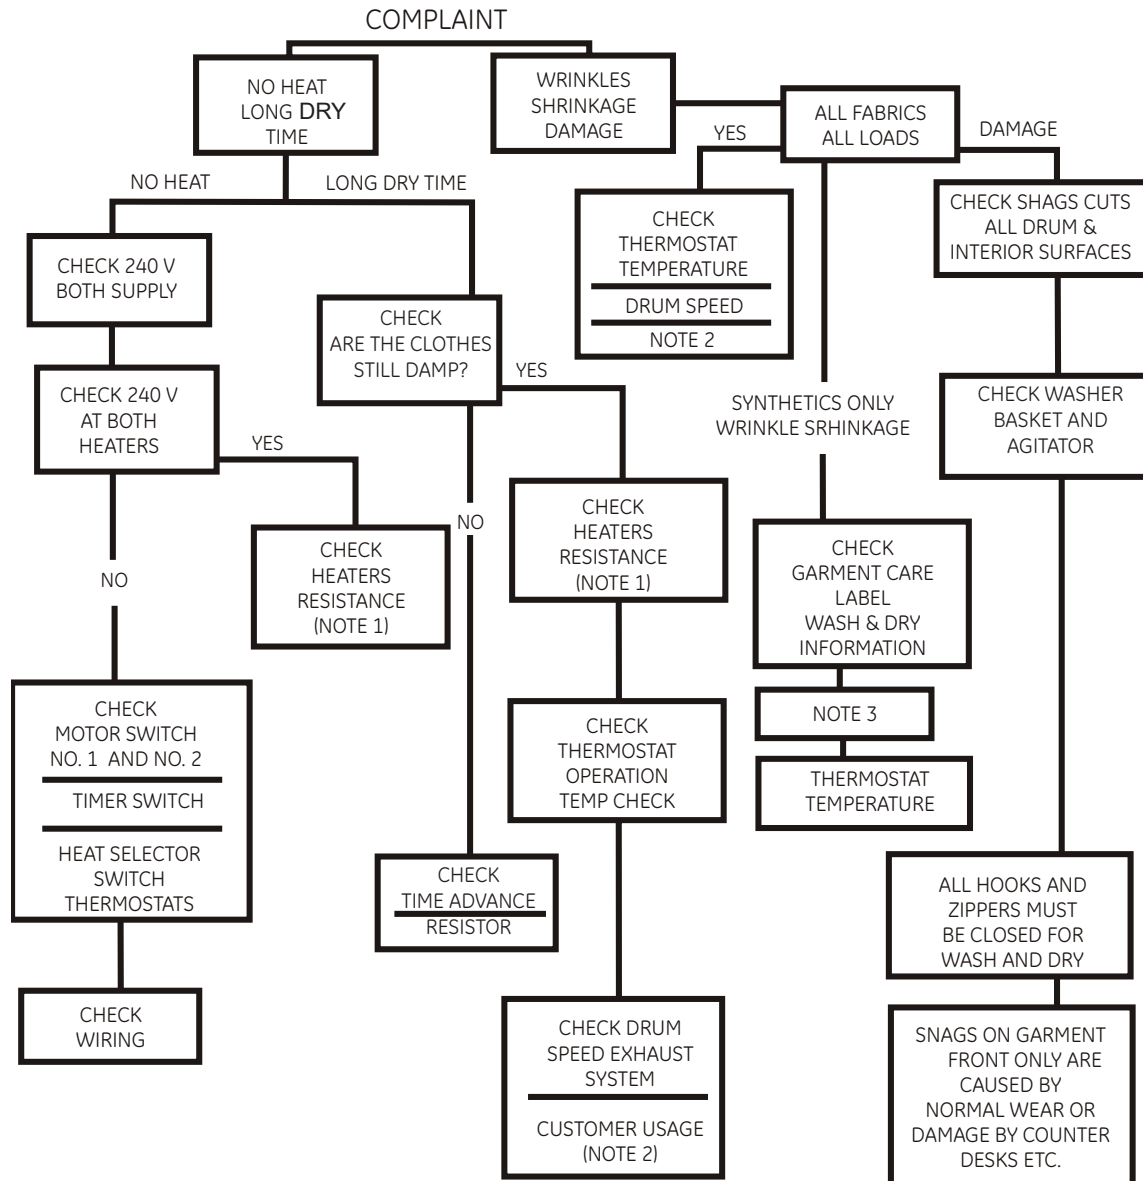 COMPLAINT
NO HEAT
LONG DRY
TIME
WRINKLES
SHRINKAGE
DAMAGE
ALL FABRICS
ALL LOADS
YES
DAMAGE
NO HEAT
LONG DRY TIME
CHECK 240 V
BOTH SUPPLY
CHECK 240 V
AT BOTH
HEATERS
YES
NO
CHECK
HEATERS
RESISTANCE
(NOTE 1)
CHECK
MOTOR SWITCH
NO. 1 AND NO. 2
TIMER SWITCH
HEAT SELECTOR
SWITCH
THERMOSTATS
CHECK
WIRING
CHECK
ARE THE CLOTHES
STILL DAMP?
YES
NO
CHECK
TIME ADVANCE
RESISTOR
CHECK
HEATERS
RESISTANCE
(NOTE 1)
CHECK
THERMOSTAT
OPERATION
TEMP CHECK
CHECK DRUM
SPEED EXHAUST
SYSTEM
CUSTOMER USAGE
(NOTE 2)
CHECK
THERMOSTAT
TEMPERATURE
DRUM SPEED
NOTE 2
SYNTHETICS ONLY
WRINKLE SRHINKAGE
CHECK
GARMENT CARE
LABEL
WASH & DRY
INFORMATION
NOTE 3
THERMOSTAT
TEMPERATURE
CHECK SHAGS CUTS
ALL DRUM &
INTERIOR SURFACES
CHECK WASHER
BASKET AND
AGITATOR
ALL HOOKS AND
ZIPPERS MUST
BE CLOSED FOR
WASH AND DRY
SNAGS ON GARMENT
FRONT ONLY ARE
CAUSED BY
NORMAL WEAR OR
DAMAGE BY COUNTER
DESKS ETC.